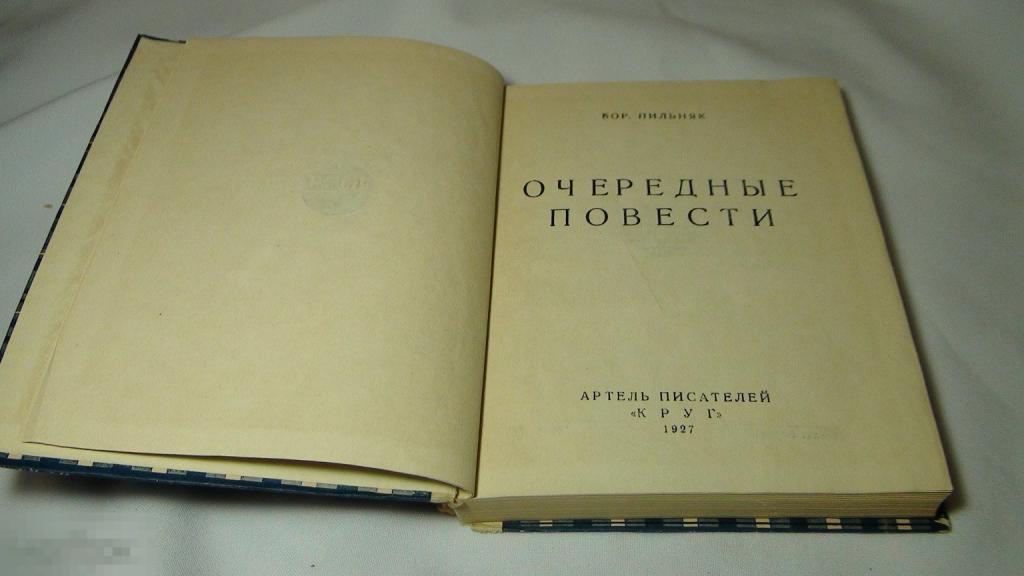 БОР. ПИЛЬНЯК
ОЧЕРЕДНЫЕ
ПОВЕСТИ
АРТЕЛЬ ПИСАТЕЛЕЙ
«КРУГ»
1927